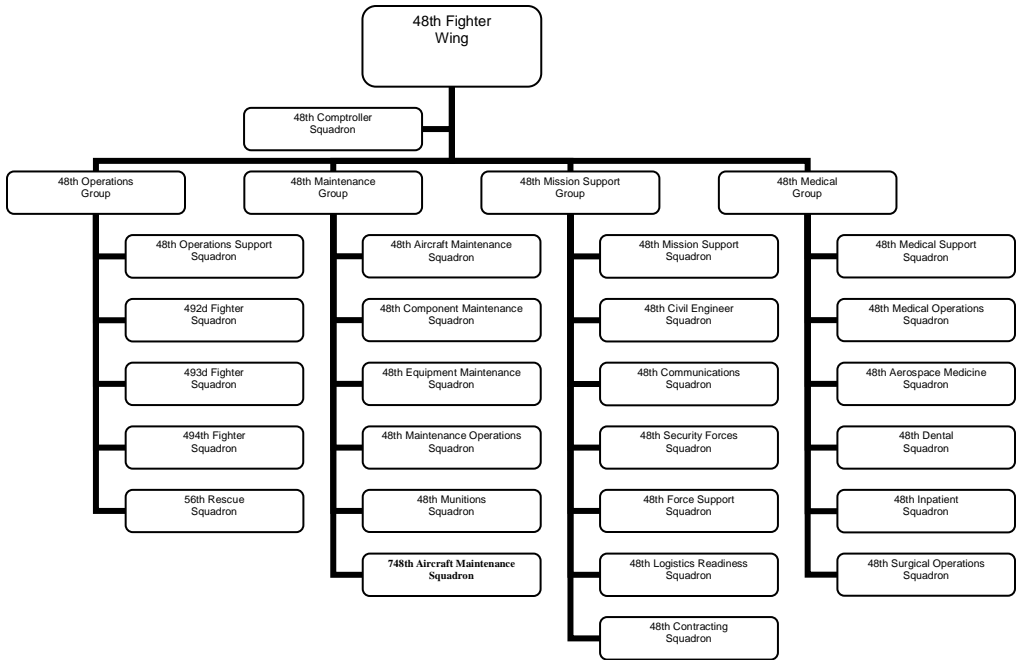 48th Fighter
Wing
48th Comptroller
Squadron
48th Operations
Group
48th Operations Support
Squadron
492d Fighter
Squadron
493d Fighter
Squadron
494th Fighter
Squadron
56th Rescue
Squadron
48th Maintenance
Group
48th Aircraft Maintenance
Squadron
48th Component Maintenance
Squadron
48th Equipment Maintenance
Squadron
48th Maintenance Operations
Squadron
48th Munitions
Squadron
748th Aircraft Maintenance
Squadron
48th Mission Support
Group
48th Mission Support
Squadron
48th Civil Engineer
Squadron
48th Communications
Squadron
48th Security Forces
Squadron
48th Force Support
Squadron
48th Logistics Readiness
Squadron
48th Contracting
Squadron
48th Medical
Group
48th Medical Support
Squadron
48th Medical Operations
Squadron
48th Aerospace Medicine
Squadron
48th Dental
Squadron
48th Inpatient
Squadron
48th Surgical Operations
Squadron